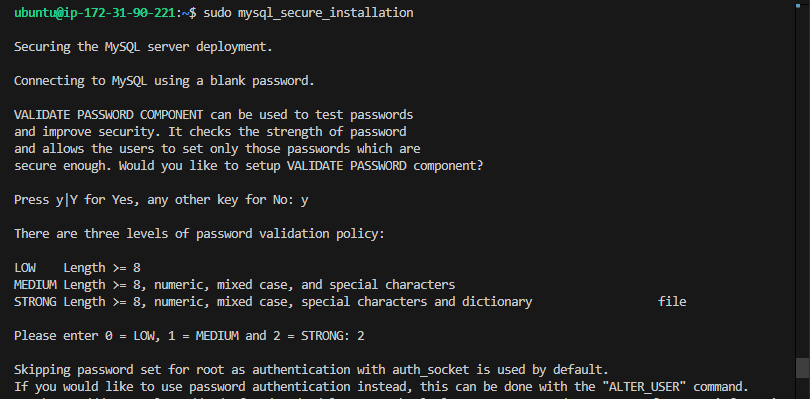 ubuntu@ip-172-31-90-221:~$ sudo mysql_secure_installation
Securing the MySQL server deployment.
Connecting to MySQL using a blank password.
VALIDATE PASSWORD COMPONENT can be used to test passwords
and improve security. It checks the strength of password
and allows the users to set only those passwords which are
secure enough. Would you like to setup VALIDATE PASSWORD component?
Press y|Y for Yes, any other key for No: y
There are three levels of password validation policy:
LOW    Length >= 8
MEDIUM Length >= 8, numeric, mixed case, and special characters
STRONG Length >= 8, numeric, mixed case, special characters and dictionary                  file
Please enter 0 = LOW, 1 = MEDIUM and 2 = STRONG: 2
Skipping password set for root as authentication with auth_socket is used by default.
If you would like to use password authentication instead, this can be done with the "ALTER_USER" command.